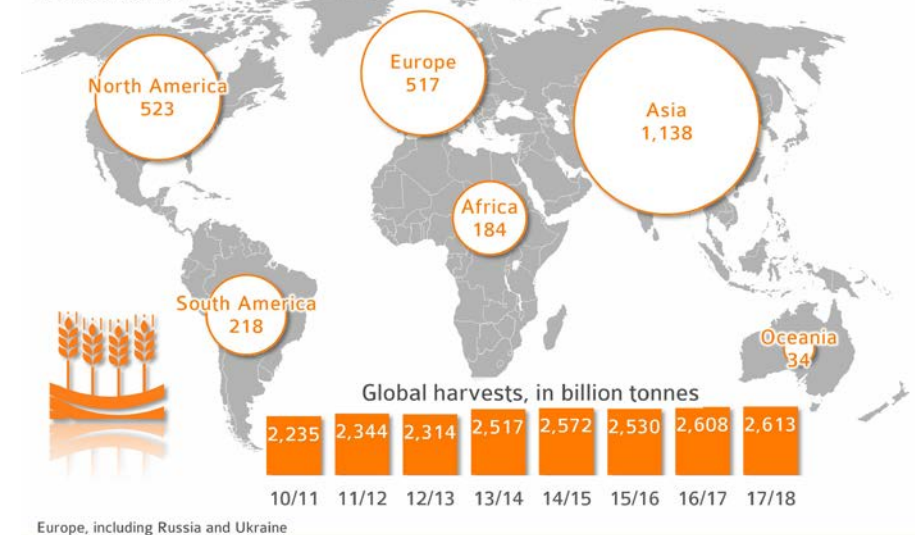 North America
523
Europe
517
Asia
1,138
Africa
184
South America
218
Oceania
34
Global harvests, in billion tonnes
2,235 2,344 2,314 2,517 2,572 2,530 2,608 2,613
10/11 11/12 12/13 13/14 14/15 15/16 16/17 17/18
Europe, including Russia and Ukraine